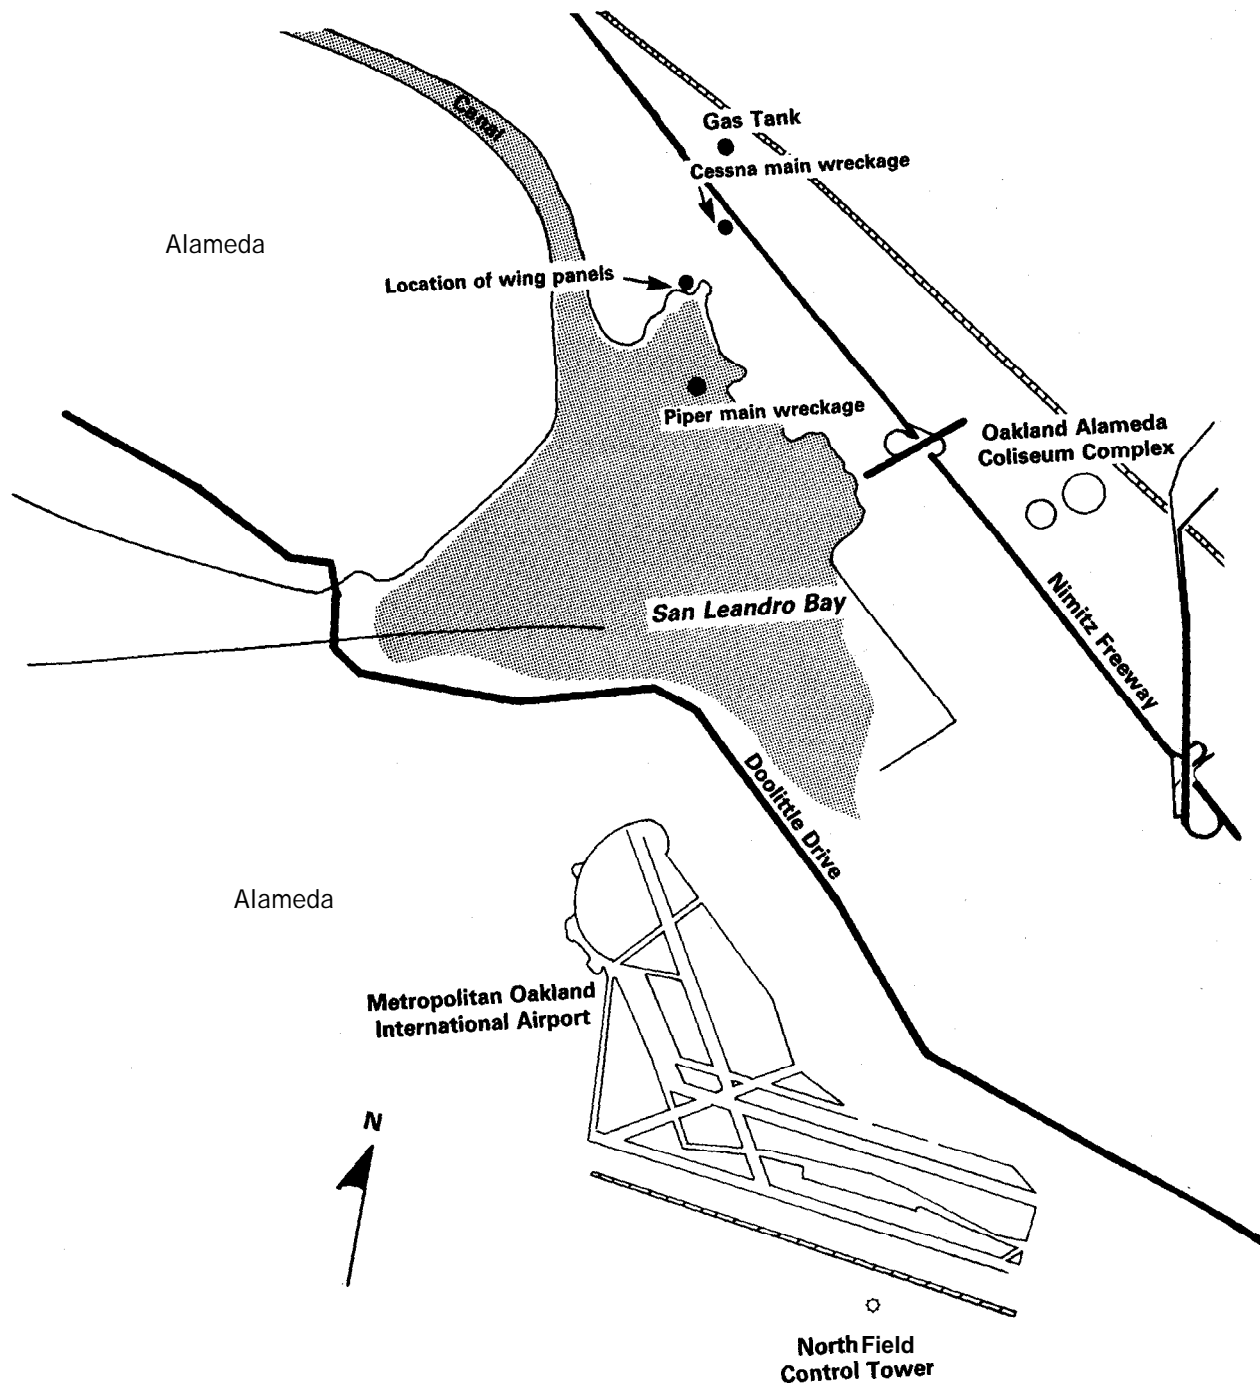 Canal
Gas Tank
Cessna main wreckage
Alameda
Location of wing panels
Piper main wreckage
Oakland Alameda
Coliseum Complex
San Leandro Bay
Nimitz Freeway
Doolittle Drive
Alameda
Metropolitan Oakland
International Airport
N
North Field
Control Tower